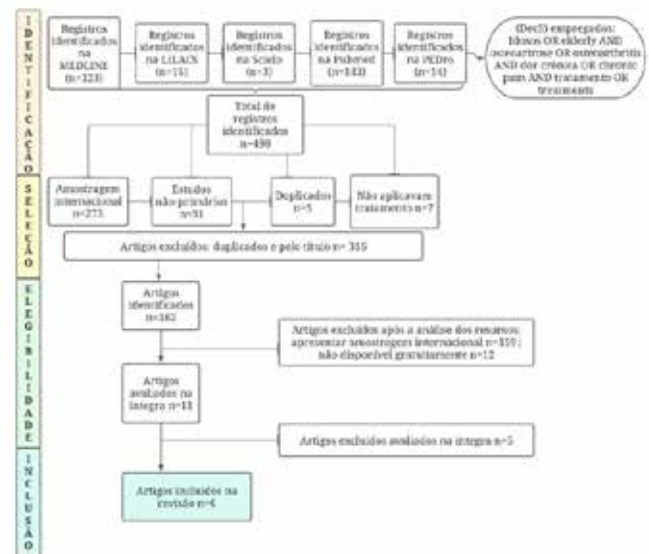 IDENTIFICAÇÃO
Registros
identificados
na
MEDLINE
(n=323)
Registros
identificados
na LILACS
(n=15)
Registros
identificados
na Scielo
(n=3)
Registros
identificados
na Pubmed
(n=143)
Registros
identificados
na PEDro
(n=14)
(DecS) empregados:
Idosos OR elderly AND
osteoartrose OR osteoarthritis
AND dor crônica OR chronic
pain AND tratamento OR
treatments
Total de
registros
identificados
n=498
SELEÇÃO
Amostragem
internacional
n=273
Estudos
não primários
n=31
Duplicados
n=5
Não aplicavam
tratamento n=7
Artigos excluídos: duplicados e pelo título n= 316
ELEGIBILIDADE
Artigos
identificados
n=182
Artigos excluídos após a análise dos resumos:
apresentar amostragem internacional n=159;
não disponível gratuitamente n=12
Artigos
avaliados na
íntegra n=11
Artigos excluídos avaliados na íntegra n=5
INCLUSÃO
Artigos incluídos na
revisão n=6